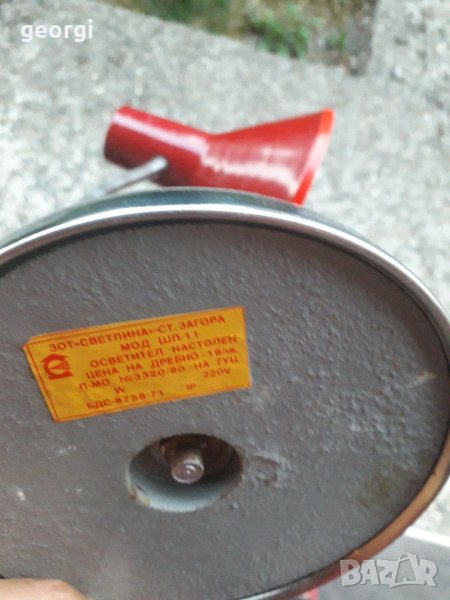 georgi
ЗОТ"СВЕТЛИНА"-СТ. ЗАГОРА
МОД. ШЛ-11
ОСВЕТИТЕЛ НАСТОЛЕН
ЦЕНА НА ДРЕБНО 18лв.
П-МО №3320/80 НА ГУЦ
W IP 220V
БДС-8758-71
BAZAR